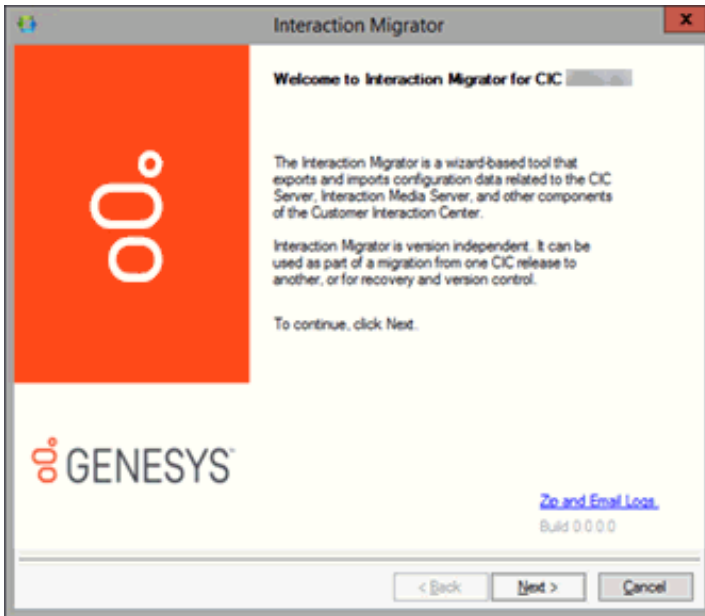 Interaction Migrator
x
Welcome to Interaction Migrator for CIC
The Interaction Migrator is a wizard-based tool that
exports and imports configuration data related to the CIC
Server, Interaction Media Server, and other components
of the Customer Interaction Center.
Interaction Migrator is version independent. It can be
used as part of a migration from one CIC release to
another, or for recovery and version control.
To continue, click Next.
GENESYS™
Zip and Email Logs.
Build 0.0.0.0
< Back
Next >
Cancel